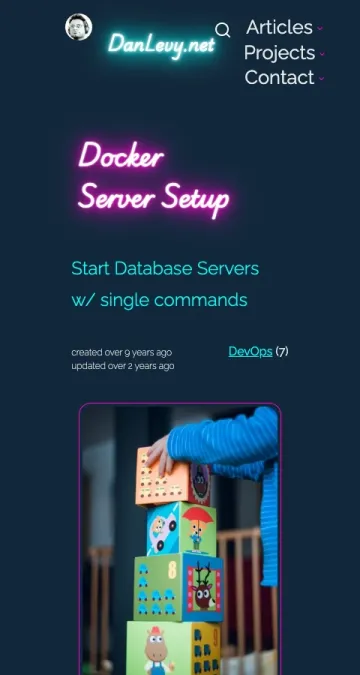 DanLevy.net
Articles
Projects
Contact
Docker
Server Setup
Start Database Servers
w/ single commands
created over 9 years ago
updated over 2 years ago
DevOps (7)
8